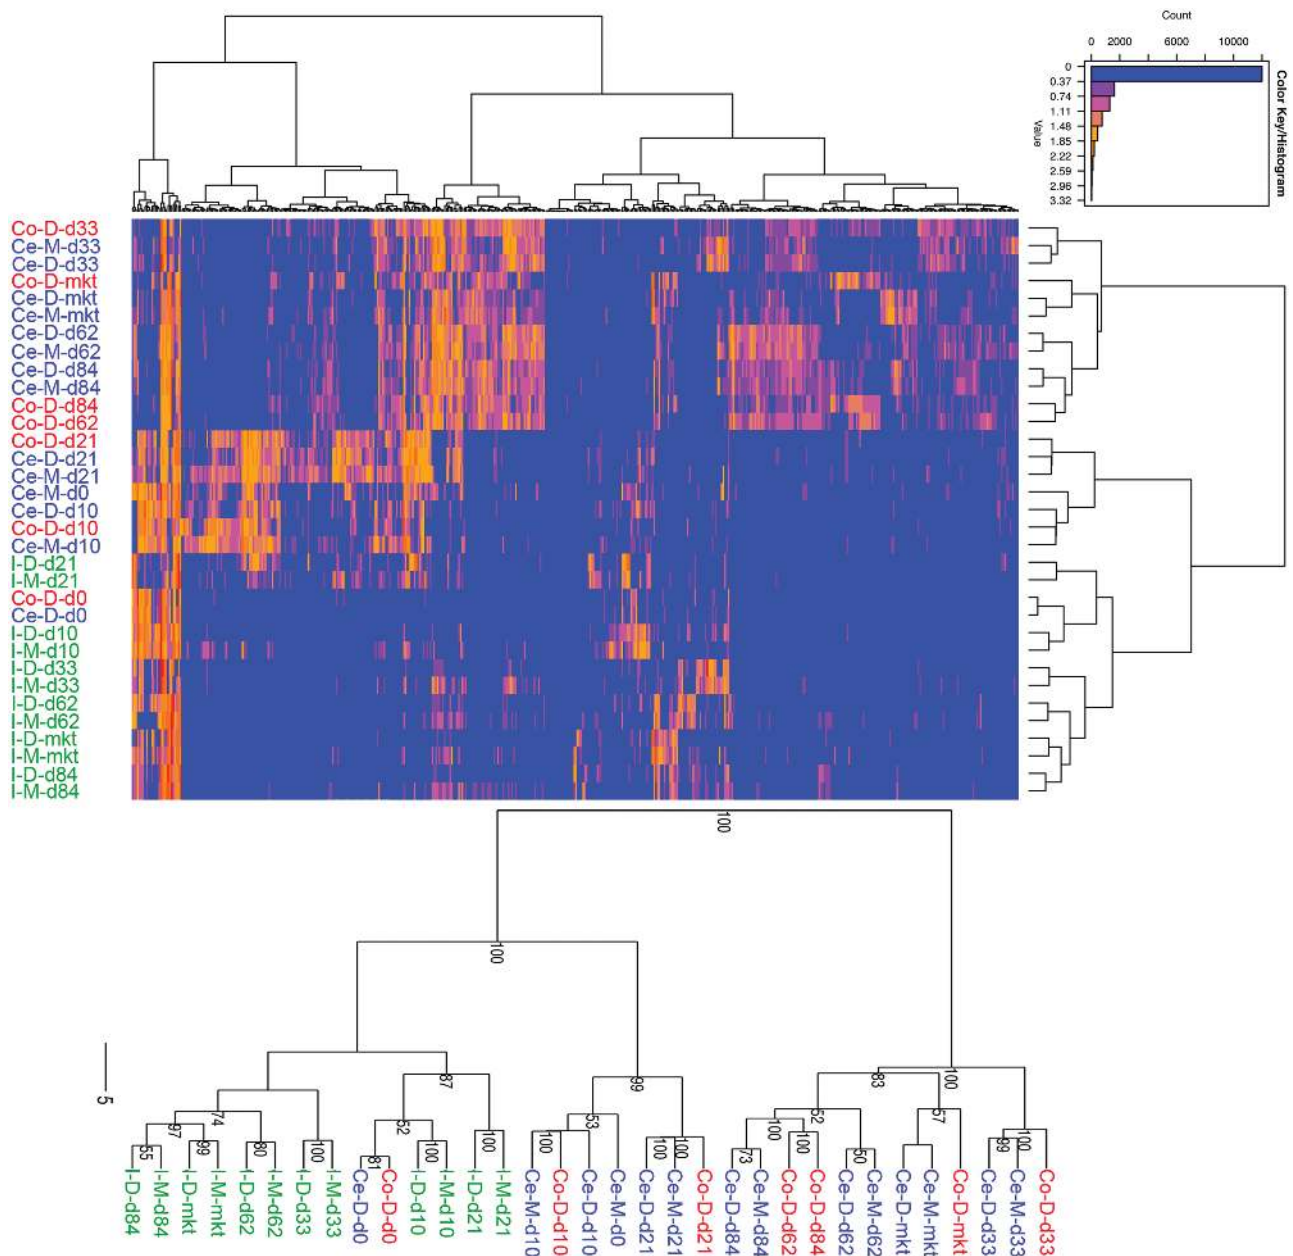 Count
0 2000 6000 10000
0
0.37
0.74
1.11
1.48
1.85
2.22
2.59
2.96
3.32
Value
Color Key/Histogram
Co-D-d33
Ce-M-d33
Ce-D-d33
Co-D-mkt
Ce-D-mkt
Ce-M-mkt
Ce-D-d62
Ce-M-d62
Ce-D-d84
Ce-M-d84
Co-D-d84
Co-D-d62
Co-D-d21
Ce-D-d21
Ce-M-d21
Ce-M-d0
Ce-D-d10
Co-D-d10
Ce-M-d10
I-D-d21
I-M-d21
Co-D-d0
Ce-D-d0
I-D-d10
I-M-d10
I-D-d33
I-M-d33
I-D-d62
I-M-d62
I-D-mkt
I-M-mkt
I-D-d84
I-M-d84
100
100
5
87
99
83
100
74
97
52
53
52
57
55
99
80
100
81
100
100
100
100
100
73
100
100
50
99
100
I-D-d84
I-M-d84
I-D-mkt
I-M-mkt
I-D-d62
I-M-d62
I-D-d33
I-M-d33
Ce-D-d0
Co-D-d0
I-D-d10
I-M-d10
I-D-d21
I-M-d21
Ce-M-d10
Co-D-d10
Ce-D-d10
Ce-M-d0
Ce-D-d21
Ce-M-d21
Co-D-d21
Ce-D-d84
Ce-M-d84
Co-D-d62
Co-D-d84
Ce-D-d62
Ce-M-d62
Ce-D-mkt
Ce-M-mkt
Co-D-mkt
Ce-D-d33
Ce-M-d33
Co-D-d33